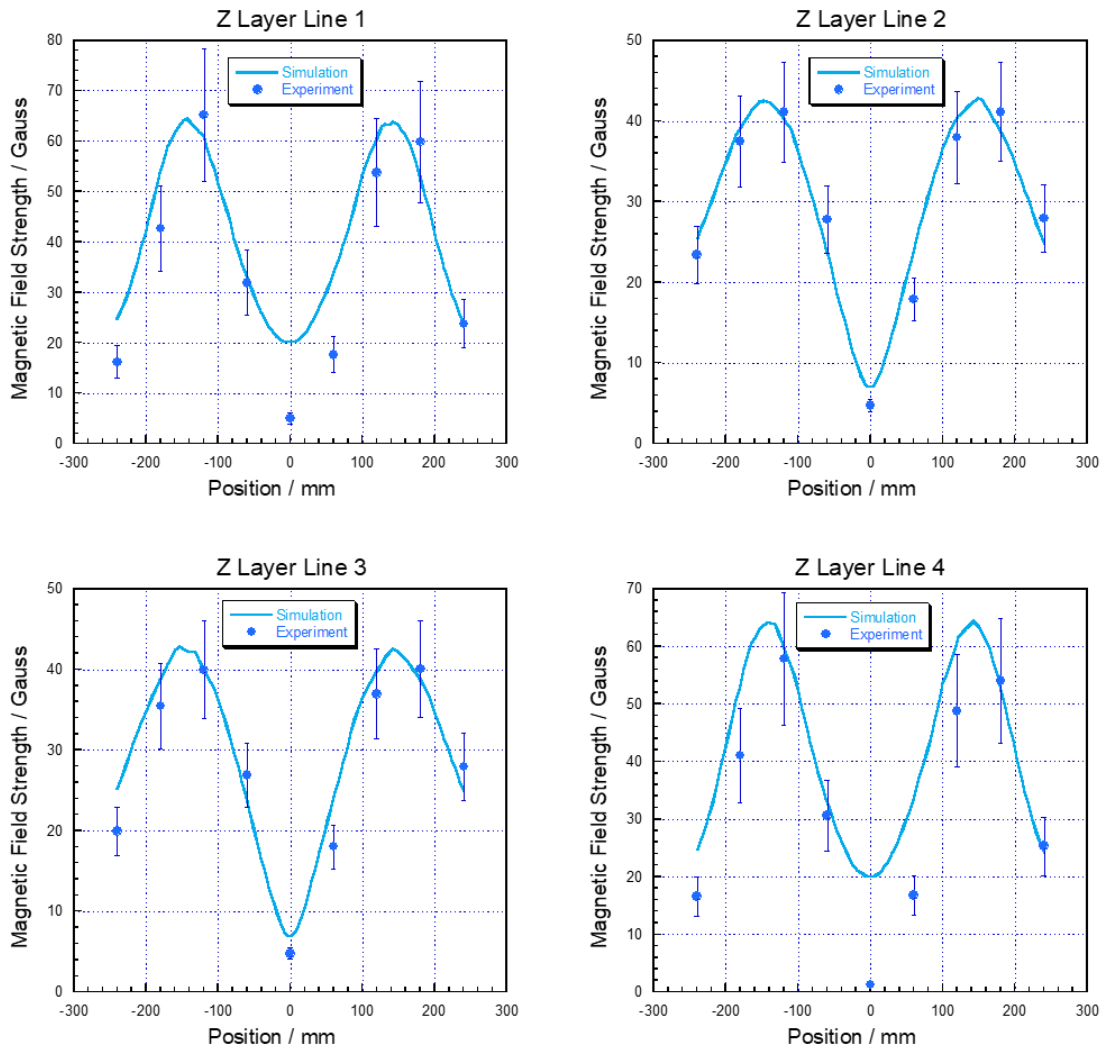 Z Layer Line 1
80
70
60
50
40
30
20
10
0
Magnetic Field Strength / Gauss
Simulation
Experiment
-300 -200 -100 0 100 200 300
Position / mm
Z Layer Line 2
50
40
30
20
10
0
Magnetic Field Strength / Gauss
Simulation
Experiment
-300 -200 -100 0 100 200 300
Position / mm
Z Layer Line 3
50
40
30
20
10
0
Magnetic Field Strength / Gauss
Simulation
Experiment
-300 -200 -100 0 100 200 300
Position / mm
Z Layer Line 4
70
60
50
40
30
20
10
0
Magnetic Field Strength / Gauss
Simulation
Experiment
-300 -200 -100 0 100 200 300
Position / mm